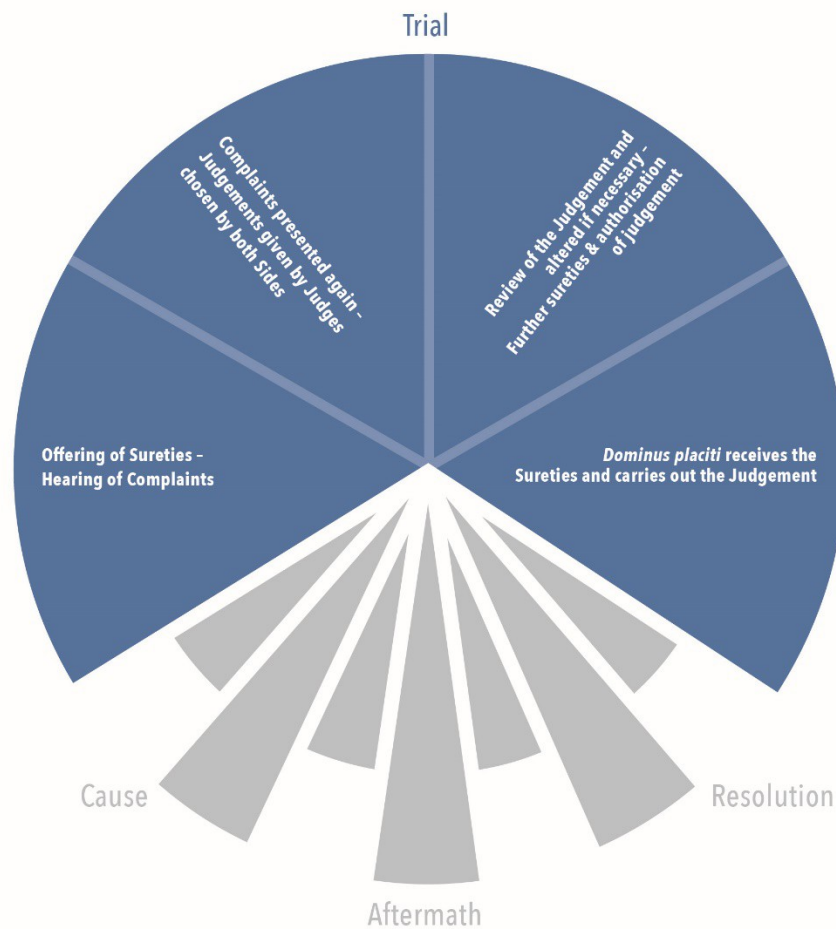 Trial
Complaints presented again –
Judgements given by Judges
chosen by both Sides
Review of the Judgement and
altered if necessary –
Further sureties & authorisation
of judgement
Offering of Sureties –
Hearing of Complaints
Dominus placiti receives the
Sureties and carries out the Judgement
Cause
Resolution
Aftermath